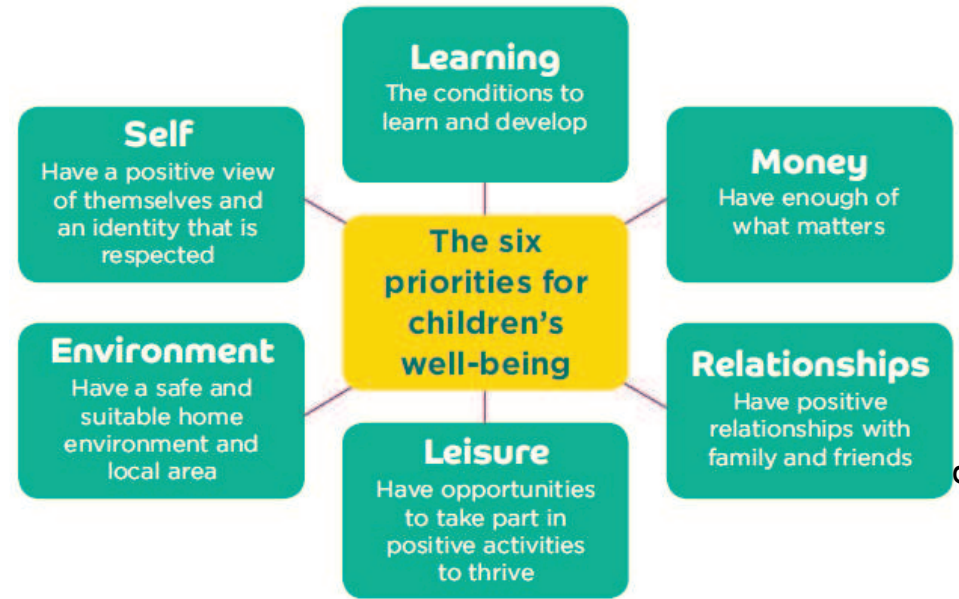 Learning
The conditions to
learn and develop
Self
Have a positive view
of themselves and
an identity that is
respected
Money
Have enough of
what matters
The six
priorities for
children's
well-being
Environment
Have a safe and
suitable home
environment and
local area
Relationships
Have positive
relationships with
family and friends
Leisure
Have opportunities
to take part in
positive activities
to thrive